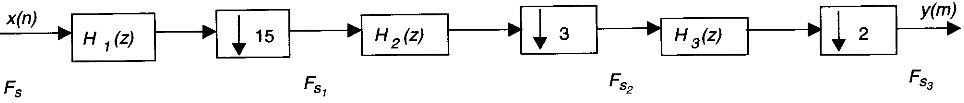 x(n) H1(z) 15 H2(z) 3 H3(z) 2 y(m)
Fs Fs1 Fs2 Fs3